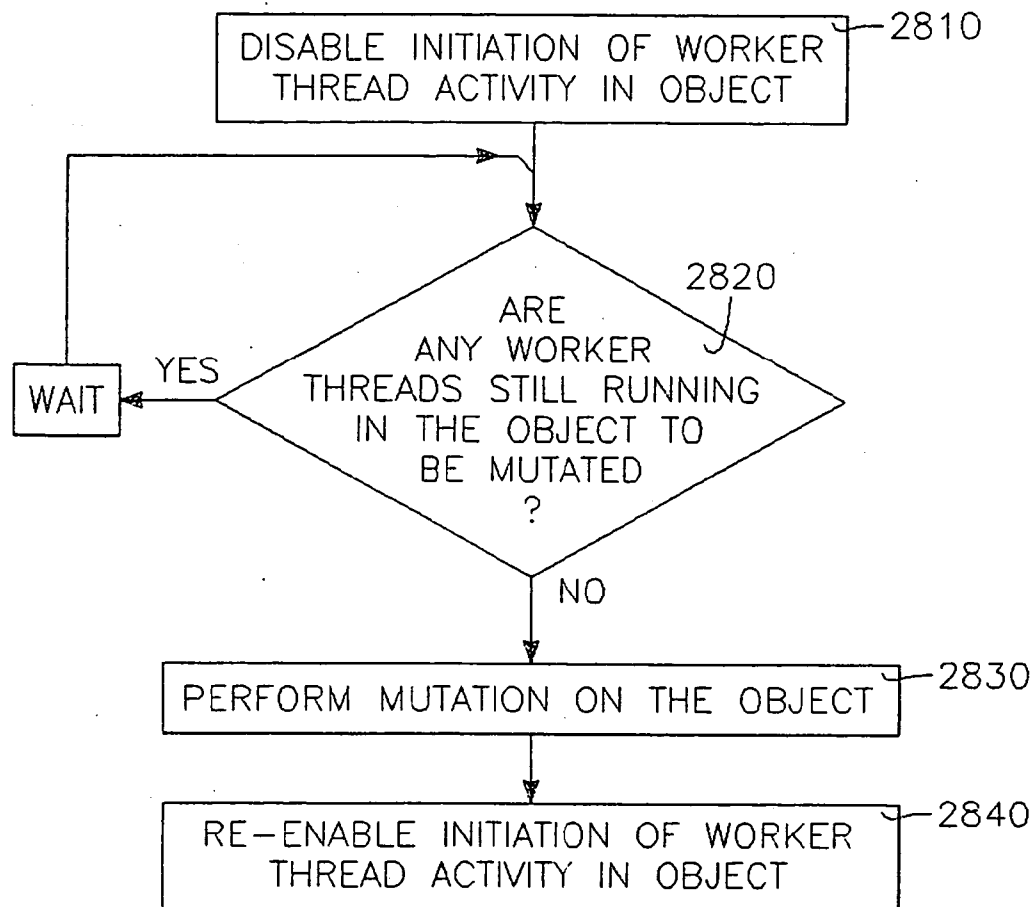 2810
DISABLE INITIATION OF WORKER
THREAD ACTIVITY IN OBJECT
2820
ARE
ANY WORKER
THREADS STILL RUNNING
IN THE OBJECT TO
BE MUTATED
?
YES
WAIT
NO
2830
PERFORM MUTATION ON THE OBJECT
2840
RE-ENABLE INITIATION OF WORKER
THREAD ACTIVITY IN OBJECT